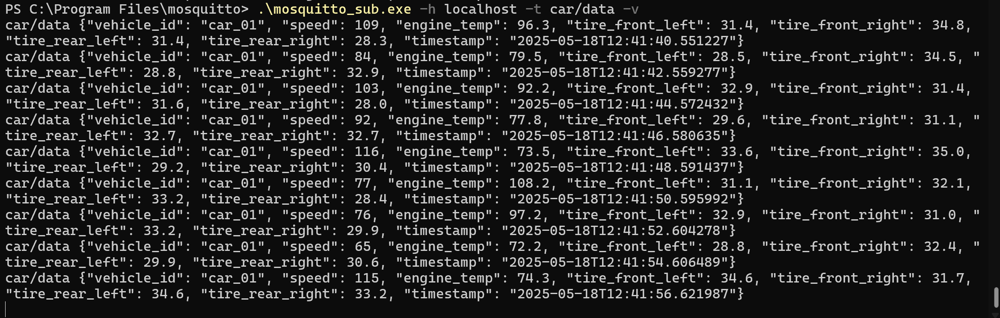 PS C:\Program Files\mosquitto> .\mosquitto_sub.exe -h localhost -t car/data -v
car/data {"vehicle_id": "car_01", "speed": 109, "engine_temp": 96.3, "tire_front_left": 31.4, "tire_front_right": 34.8,
"tire_rear_left": 31.4, "tire_rear_right": 28.3, "timestamp": "2025-05-18T12:41:40.551227"}
car/data {"vehicle_id": "car_01", "speed": 84, "engine_temp": 79.5, "tire_front_left": 28.5, "tire_front_right": 34.5, "
tire_rear_left": 28.8, "tire_rear_right": 32.9, "timestamp": "2025-05-18T12:41:42.559277"}
car/data {"vehicle_id": "car_01", "speed": 103, "engine_temp": 92.2, "tire_front_left": 32.9, "tire_front_right": 31.4,
"tire_rear_left": 31.6, "tire_rear_right": 28.0, "timestamp": "2025-05-18T12:41:44.572432"}
car/data {"vehicle_id": "car_01", "speed": 92, "engine_temp": 77.8, "tire_front_left": 29.6, "tire_front_right": 31.1, "
tire_rear_left": 32.7, "tire_rear_right": 32.7, "timestamp": "2025-05-18T12:41:46.580635"}
car/data {"vehicle_id": "car_01", "speed": 116, "engine_temp": 73.5, "tire_front_left": 33.6, "tire_front_right": 35.0,
"tire_rear_left": 29.2, "tire_rear_right": 30.4, "timestamp": "2025-05-18T12:41:48.591437"}
car/data {"vehicle_id": "car_01", "speed": 77, "engine_temp": 108.2, "tire_front_left": 31.1, "tire_front_right": 32.1,
"tire_rear_left": 33.2, "tire_rear_right": 28.4, "timestamp": "2025-05-18T12:41:50.595992"}
car/data {"vehicle_id": "car_01", "speed": 76, "engine_temp": 97.2, "tire_front_left": 32.9, "tire_front_right": 31.0, "
tire_rear_left": 33.2, "tire_rear_right": 29.9, "timestamp": "2025-05-18T12:41:52.604278"}
car/data {"vehicle_id": "car_01", "speed": 65, "engine_temp": 72.2, "tire_front_left": 28.8, "tire_front_right": 32.4, "
tire_rear_left": 29.9, "tire_rear_right": 30.6, "timestamp": "2025-05-18T12:41:54.606489"}
car/data {"vehicle_id": "car_01", "speed": 115, "engine_temp": 74.3, "tire_front_left": 34.6, "tire_front_right": 31.7,
"tire_rear_left": 34.6, "tire_rear_right": 33.2, "timestamp": "2025-05-18T12:41:56.621987"}